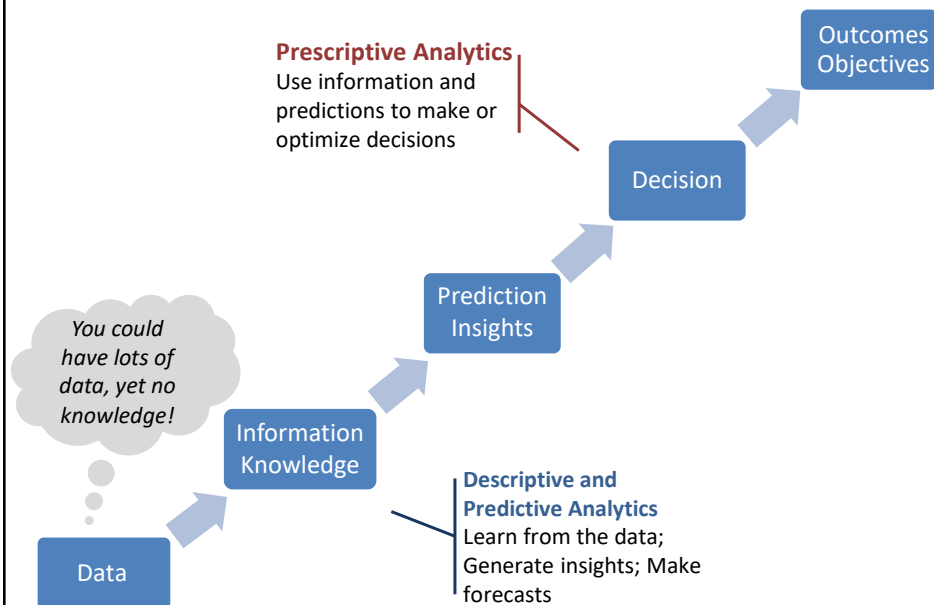 Outcomes
Objectives
Prescriptive Analytics
Use information and
predictions to make or
optimize decisions
Decision
Prediction
Insights
You could
have lots of
data, yet no
knowledge!
Information
Knowledge
Descriptive and
Predictive Analytics
Learn from the data;
Generate insights; Make
forecasts
Data